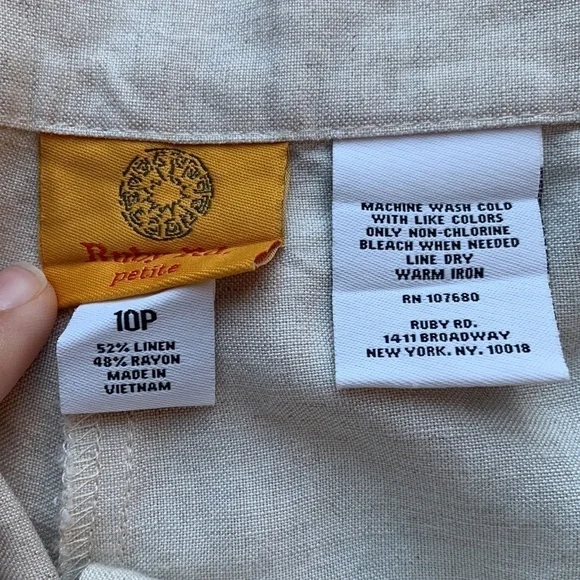 Ruby Rd.
petite
10P
52% LINEN
48% RAYON
MADE IN
VIETNAM
MACHINE WASH COLD
WITH LIKE COLORS
ONLY NON-CHLORINE
BLEACH WHEN NEEDED
LINE DRY
WARM IRON
RN 107680
RUBY RD.
1411 BROADWAY
NEW YORK. NY. 10018